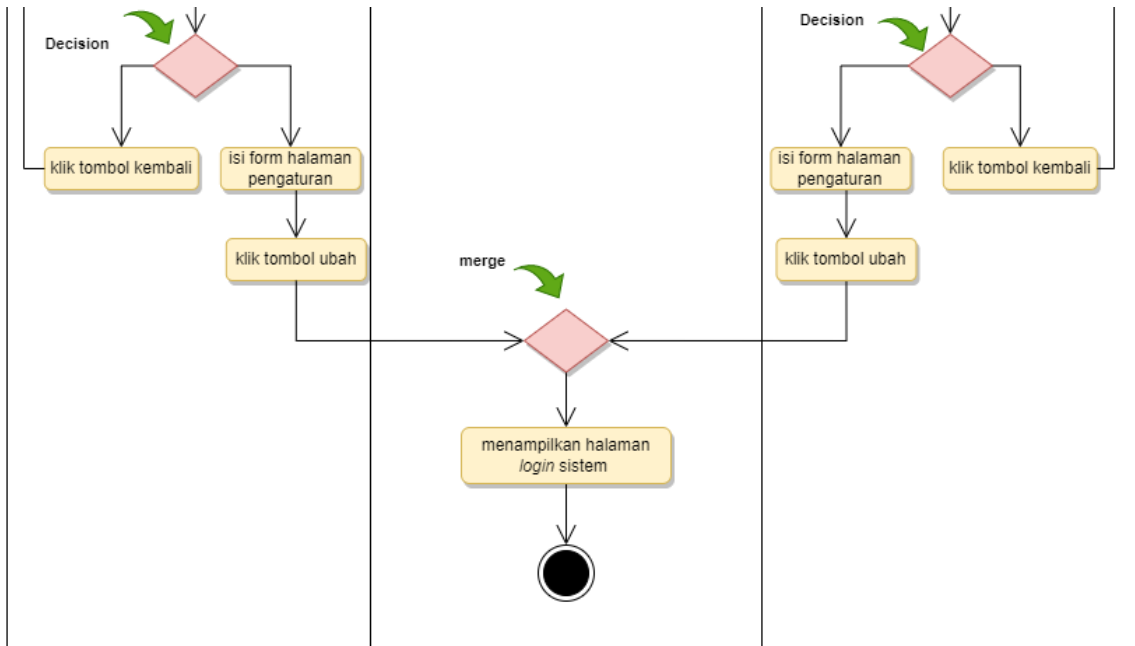 Decision
klik tombol kembali
isi form halaman
pengaturan
klik tombol ubah
merge
menampilkan halaman
login sistem
Decision
isi form halaman
pengaturan
klik tombol kembali
klik tombol ubah